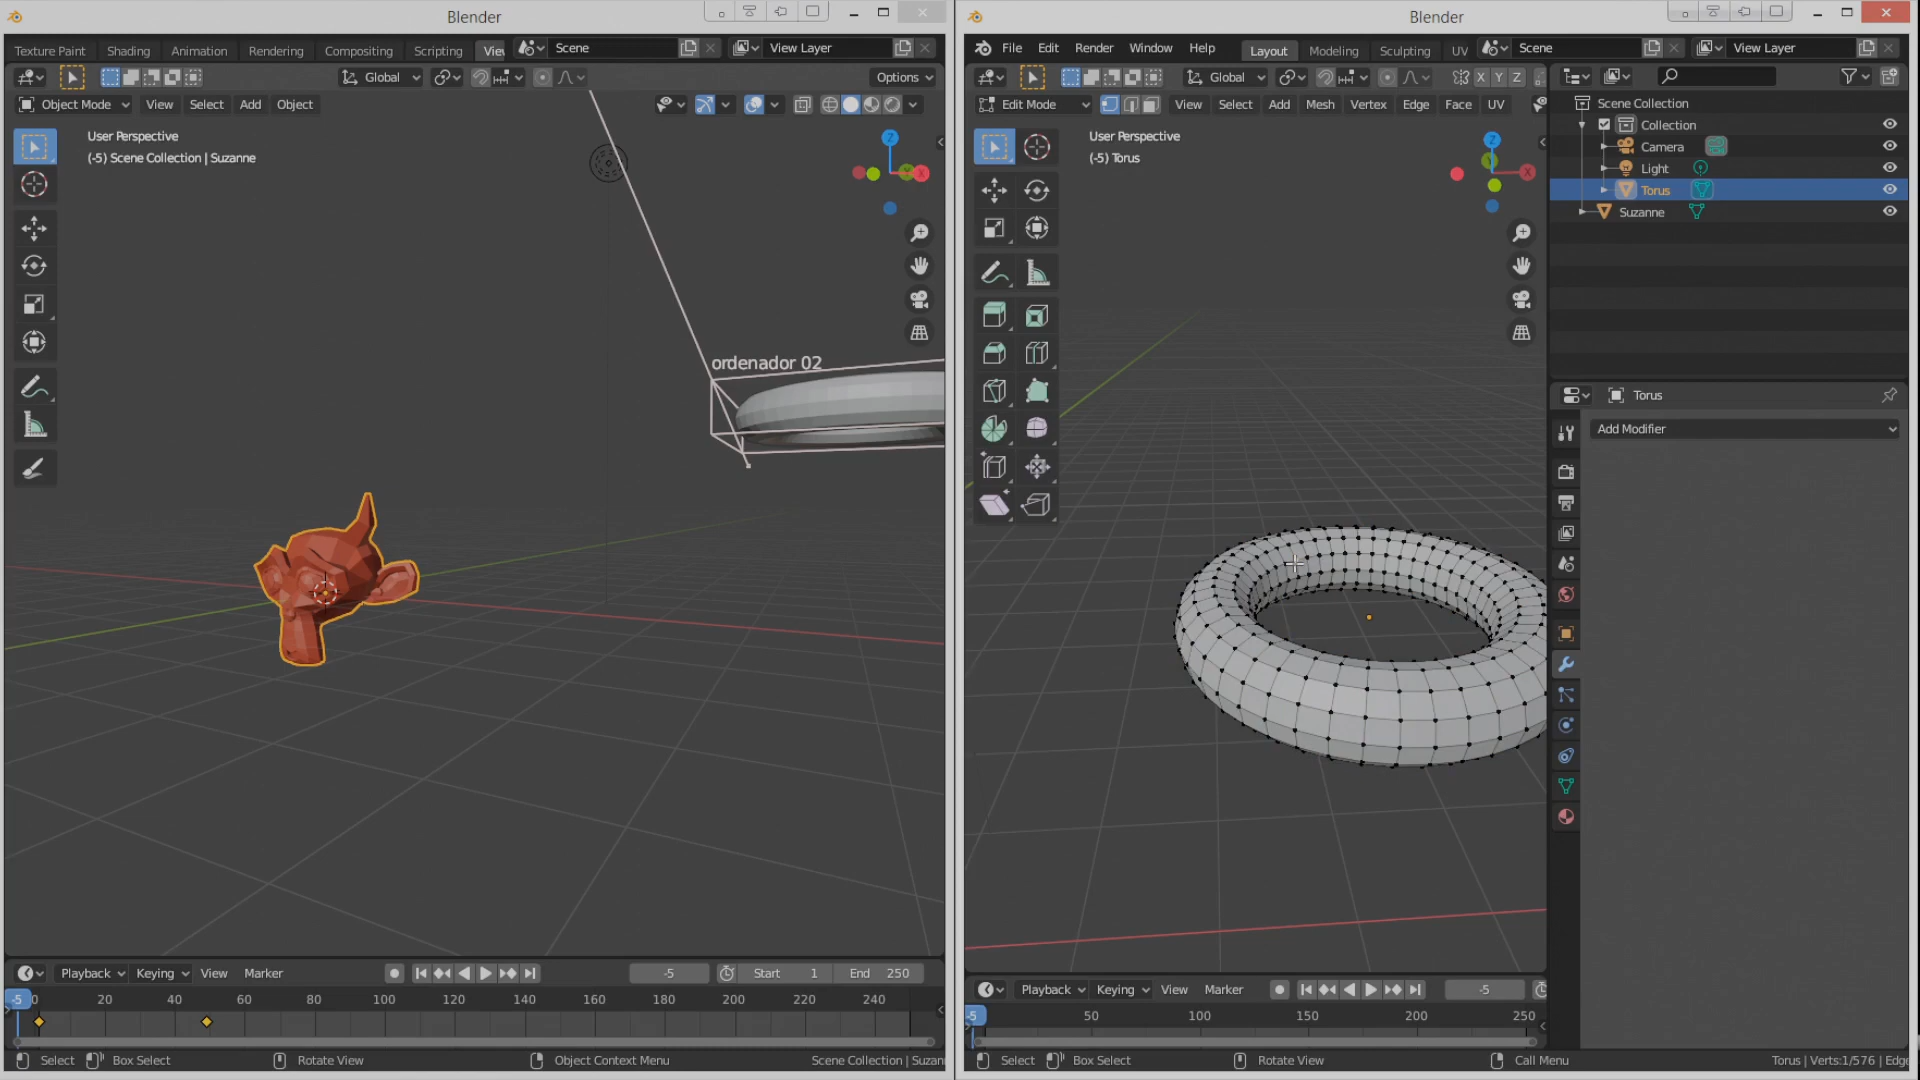 Blender
Texture Paint Shading Animation Rendering Compositing Scripting Scene View Layer
Global Options
Object Mode View Select Add Object
User Perspective
(-5) Scene Collection | Suzanne
Z
X
ordenador 02
Playback Keying View Marker -5 Start 1 End 250
-5 0 20 40 60 80 100 120 140 160 180 200 220 240
Select Box Select Rotate View Object Context Menu Scene Collection | Suzan
Blender
File Edit Render Window Help Layout Modeling Sculpting UV Scene View Layer
Global X Y Z
Edit Mode View Select Add Mesh Vertex Edge Face UV
User Perspective
(-5) Torus
Z
Y
X
Scene Collection
Collection
Camera
Light
Torus
Suzanne
Torus
Add Modifier
Playback Keying View Marker -5
-5 50 100 150 200 250
Select Box Select Rotate View Call Menu Torus | Verts:1/576 | Edge